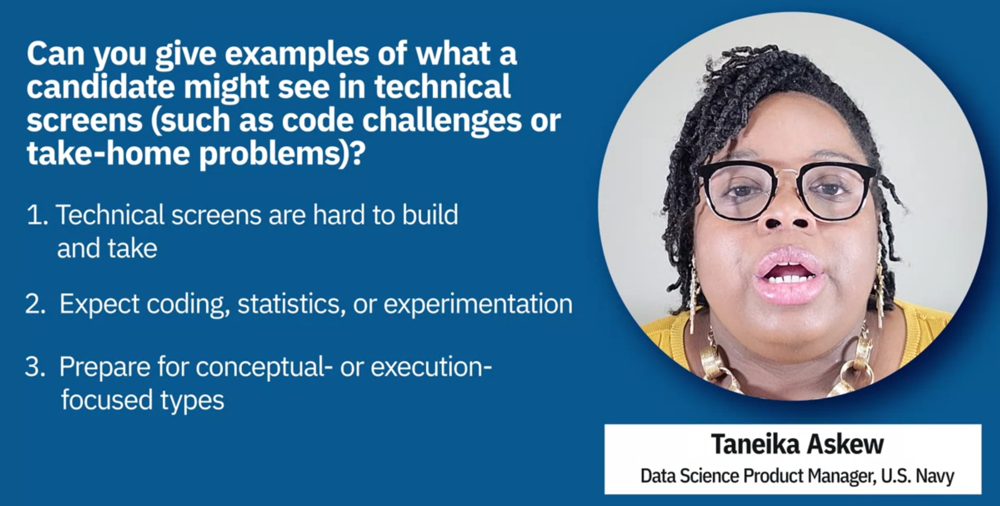 Can you give examples of what a
candidate might see in technical
screens (such as code challenges or
take-home problems)?
1. Technical screens are hard to build
and take
2. Expect coding, statistics, or experimentation
3. Prepare for conceptual- or execution-
focused types
Taneika Askew
Data Science Product Manager, U.S. Navy